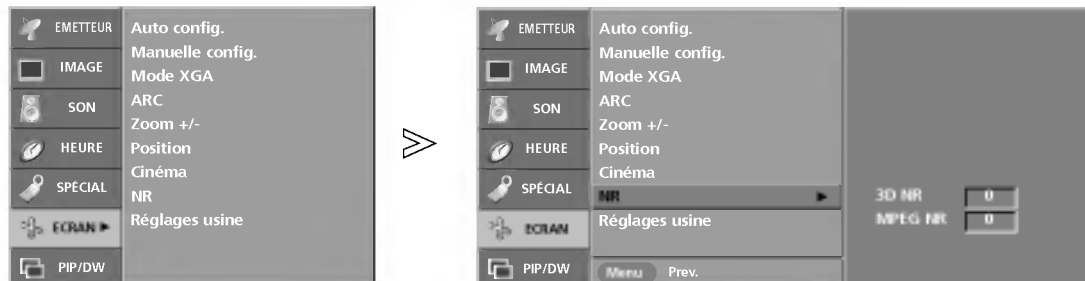 EMETTEUR
IMAGE
SON
HEURE
SPÉCIAL
ECRAN
PIP/DW
Auto config.
Manuelle config.
Mode XGA
ARC
Zoom +/-
Position
Cinéma
NR
Réglages usine
EMETTEUR
IMAGE
SON
HEURE
SPÉCIAL
ECRAN
PIP/DW
Auto config.
Manuelle config.
Mode XGA
ARC
Zoom +/-
Position
Cinéma
NR
Réglages usine
Menu Prev.
3D NR 0
MPEG NR 0